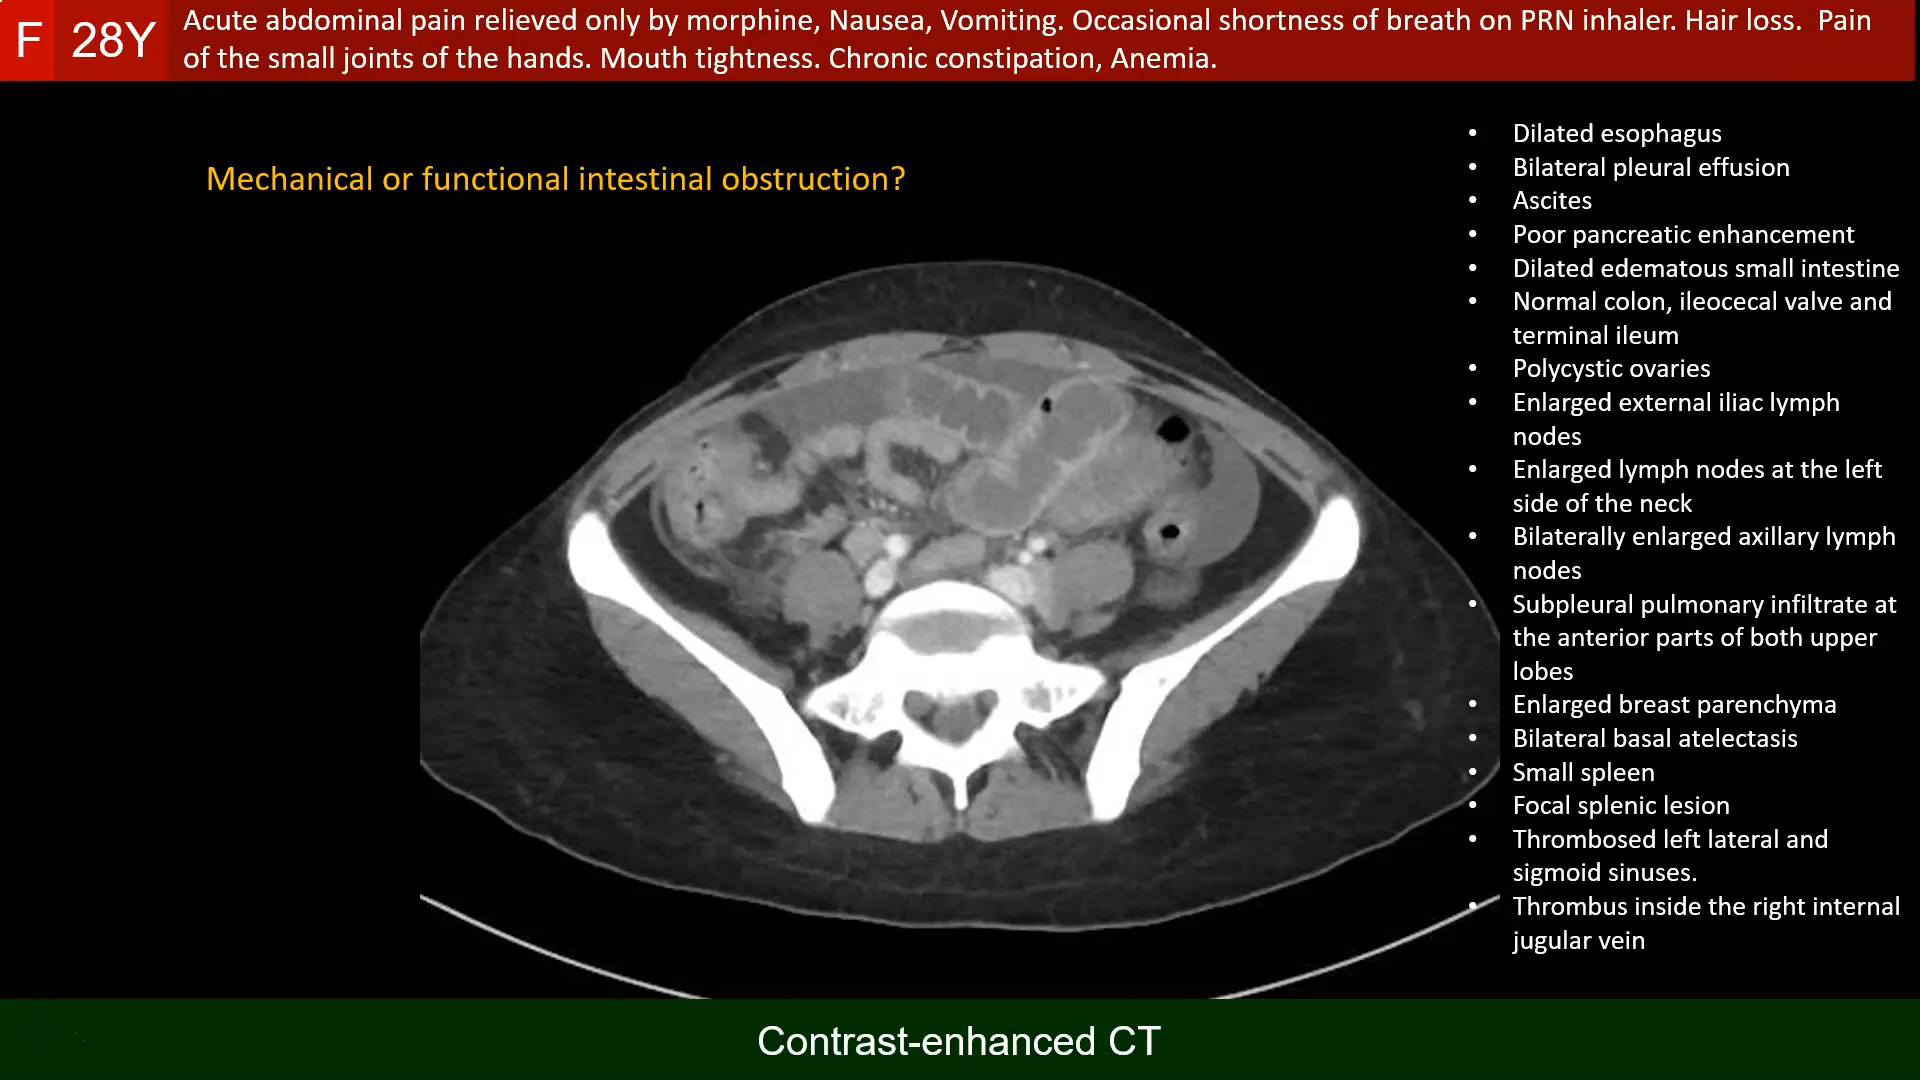 F 28Y
Acute abdominal pain relieved only by morphine, Nausea, Vomiting. Occasional shortness of breath on PRN inhaler. Hair loss.  Pain
of the small joints of the hands. Mouth tightness. Chronic constipation, Anemia.
Mechanical or functional intestinal obstruction?
• Dilated esophagus
• Bilateral pleural effusion
• Ascites
• Poor pancreatic enhancement
• Dilated edematous small intestine
• Normal colon, ileocecal valve and
terminal ileum
• Polycystic ovaries
• Enlarged external iliac lymph
nodes
• Enlarged lymph nodes at the left
side of the neck
• Bilaterally enlarged axillary lymph
nodes
• Subpleural pulmonary infiltrate at
the anterior parts of both upper
lobes
• Enlarged breast parenchyma
• Bilateral basal atelectasis
• Small spleen
• Focal splenic lesion
• Thrombosed left lateral and
sigmoid sinuses.
• Thrombus inside the right internal
jugular vein
Contrast-enhanced CT